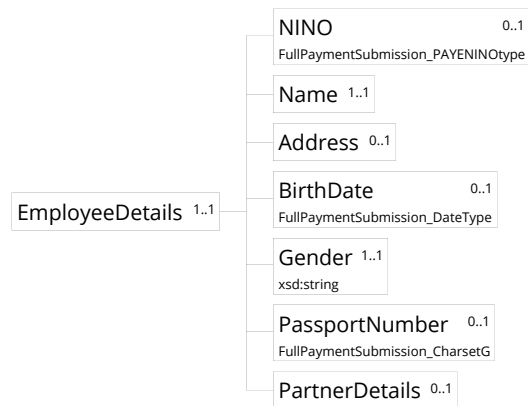 NINO 0..1
FullPaymentSubmission_PAYENINOtype
Name 1..1
Address 0..1
BirthDate 0..1
FullPaymentSubmission_DateType
EmployeeDetails 1..1
Gender 1..1
xsd:string
PassportNumber 0..1
FullPaymentSubmission_CharsetG
PartnerDetails 0..1